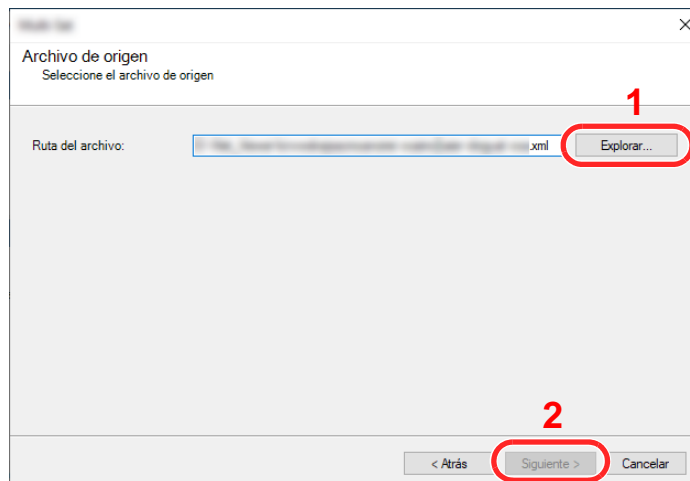 ×
Archivo de origen
Seleccione el archivo de origen
1
Ruta del archivo:
.xml
Explorar...
2
< Atrás
Siguiente >
Cancelar